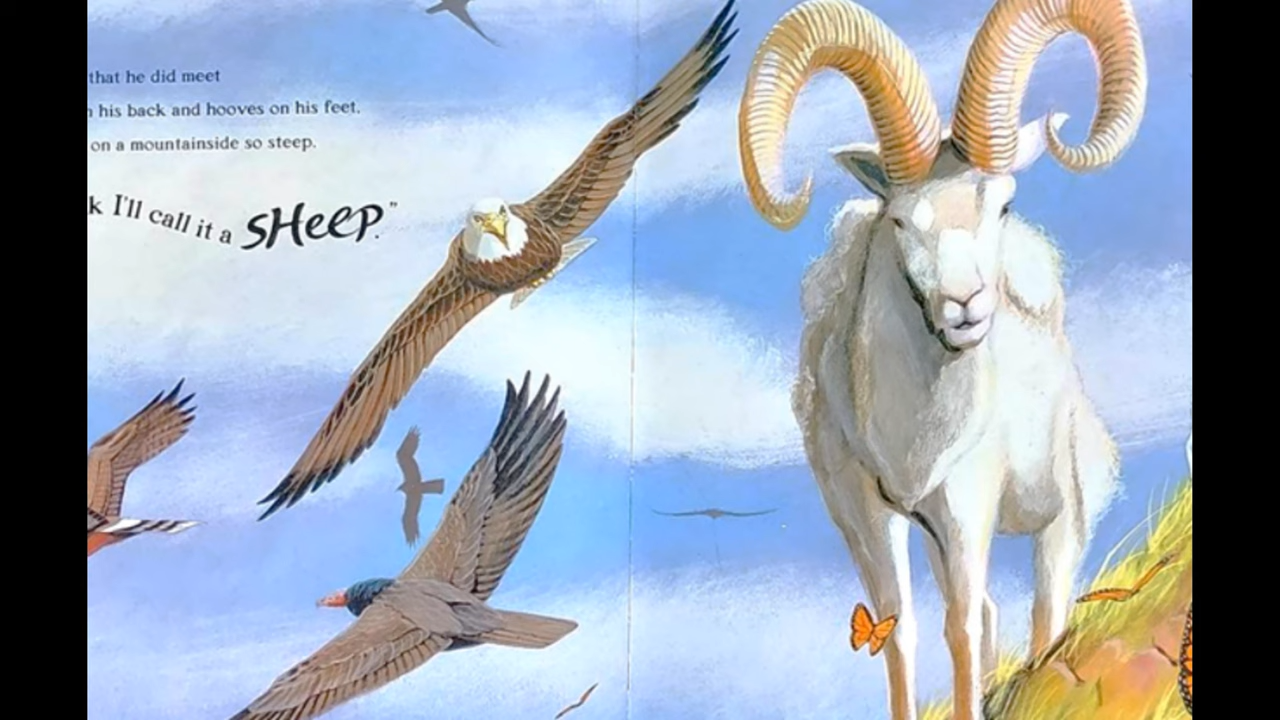 that he did meet
his back and hooves on his feet.
on a mountainside so steep.
k I'll call it a sHeep."